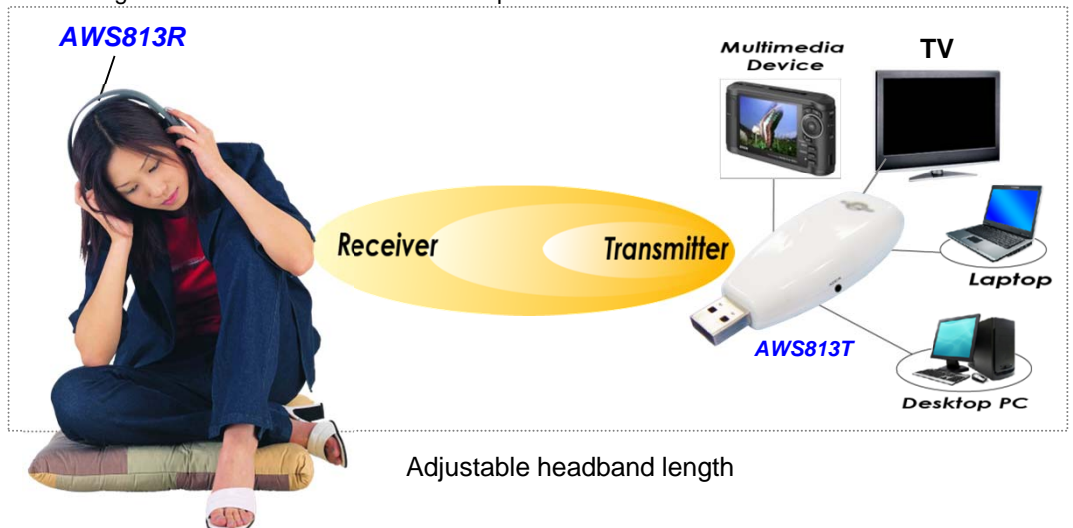 AWS813R
Multimedia
Device
TV
Receiver
Transmitter
Laptop
AWS813T
Desktop PC
Adjustable headband length